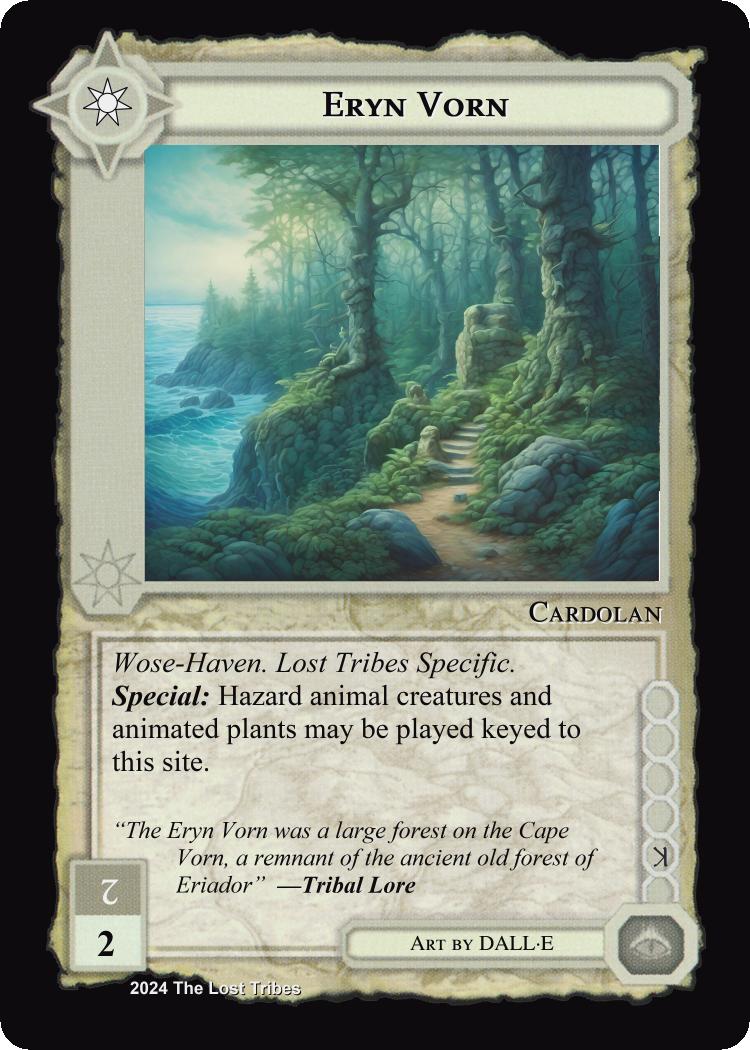 Eryn Vorn
Cardolan
Wose-Haven. Lost Tribes Specific.
Special: Hazard animal creatures and
animated plants may be played keyed to
this site.
“The Eryn Vorn was a large forest on the Cape
Vorn, a remnant of the ancient old forest of
Eriador” —Tribal Lore
2
Art by DALL·E
2024 The Lost Tribes